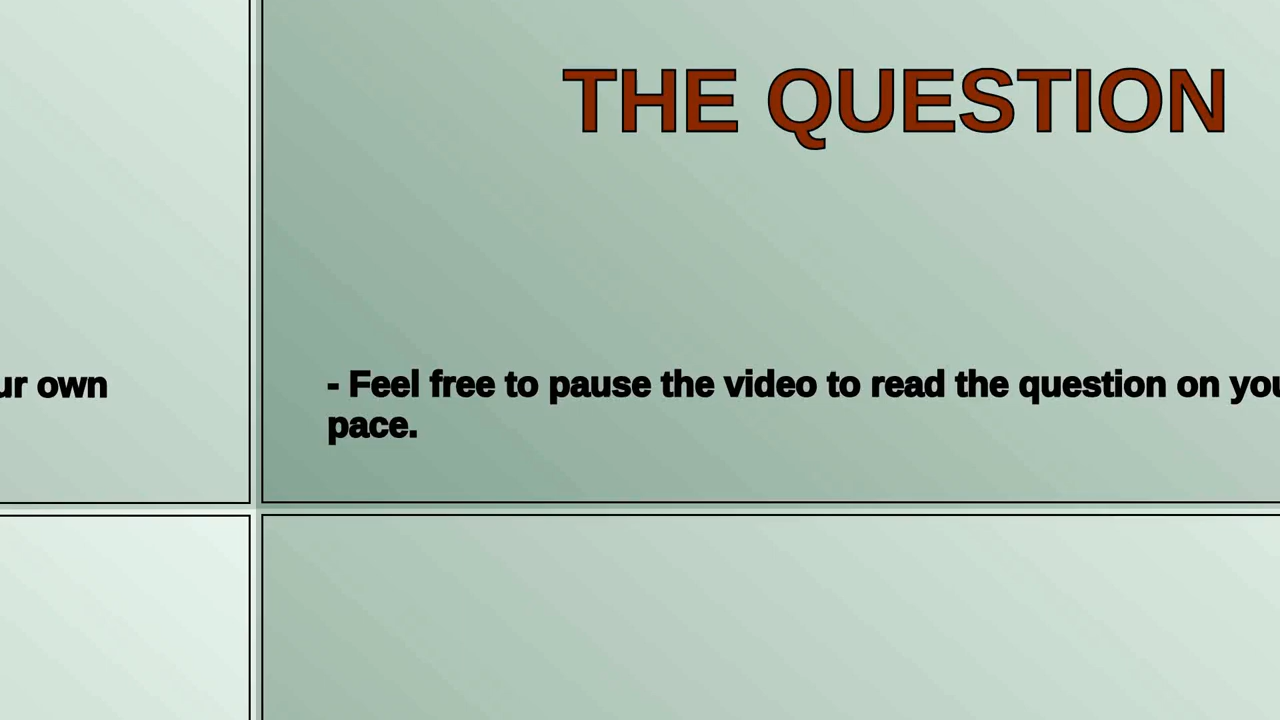 THE QUESTION
ur own
- Feel free to pause the video to read the question on you
pace.